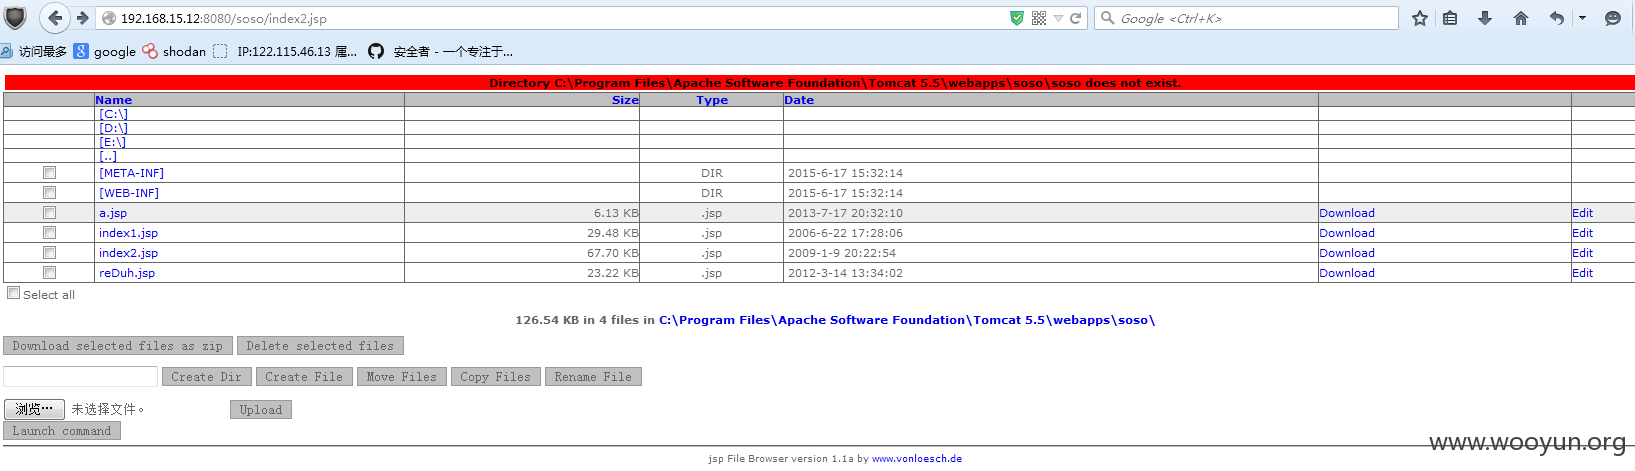 192.168.15.12:8080/soso/index2.jsp
Google <Ctrl+K>
访问最多 google shodan IP:122.115.46.13 属... 安全者 - 一个专注于...
Directory C:\Program Files\Apache Software Foundation\Tomcat 5.5\webapps\soso\soso does not exist.
Name Size Type Date
[C:\]
[D:\]
[E:\]
[..]
[META-INF] DIR 2015-6-17 15:32:14
[WEB-INF] DIR 2015-6-17 15:32:14
a.jsp 6.13 KB .jsp 2013-7-17 20:32:10 Download Edit
index1.jsp 29.48 KB .jsp 2006-6-22 17:28:06 Download Edit
index2.jsp 67.70 KB .jsp 2009-1-9 20:22:54 Download Edit
reDuh.jsp 23.22 KB .jsp 2012-3-14 13:34:02 Download Edit
Select all
126.54 KB in 4 files in C:\Program Files\Apache Software Foundation\Tomcat 5.5\webapps\soso\
Download selected files as zip Delete selected files
Create Dir Create File Move Files Copy Files Rename File
浏览… 未选择文件。 Upload
Launch command
www.wooyun.org
jsp File Browser version 1.1a by www.vonloesch.de